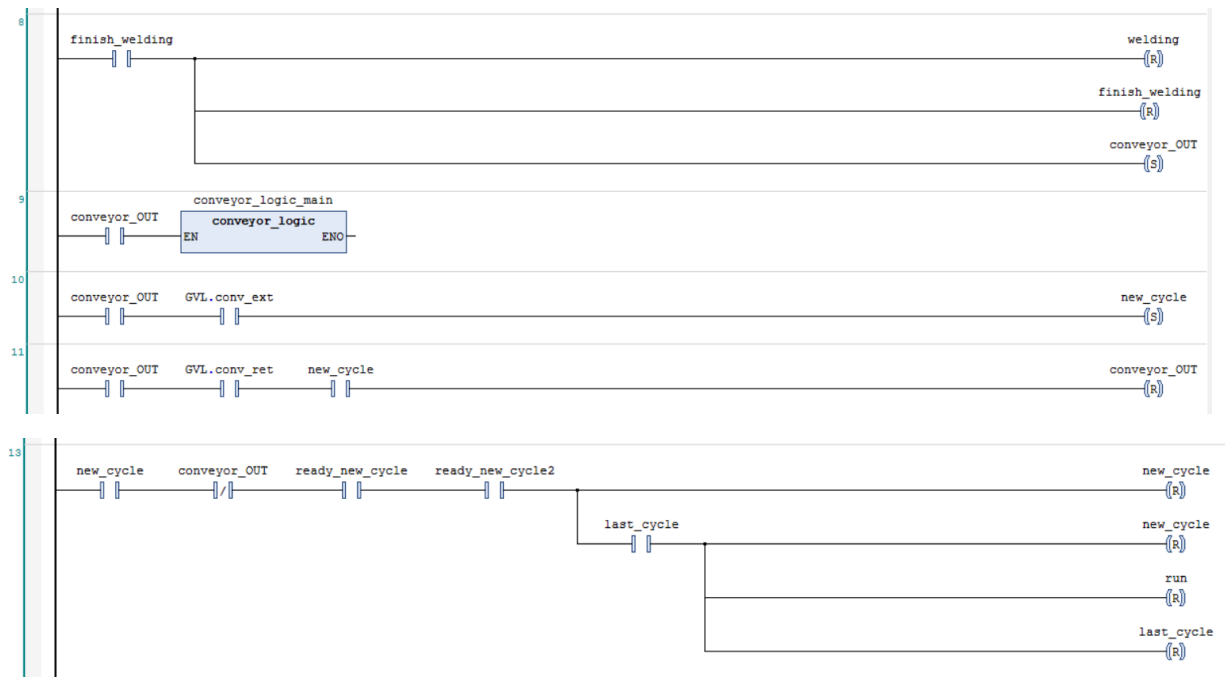 8
finish_welding welding
R
finish_welding
R
conveyor_OUT
S
9
conveyor_logic_main
conveyor_OUT conveyor_logic
EN ENO
10
conveyor_OUT GVL.conv_ext new_cycle
S
11
conveyor_OUT GVL.conv_ret new_cycle conveyor_OUT
R
13
new_cycle conveyor_OUT ready_new_cycle ready_new_cycle2 new_cycle
/ R
last_cycle new_cycle
R
run
R
last_cycle
R